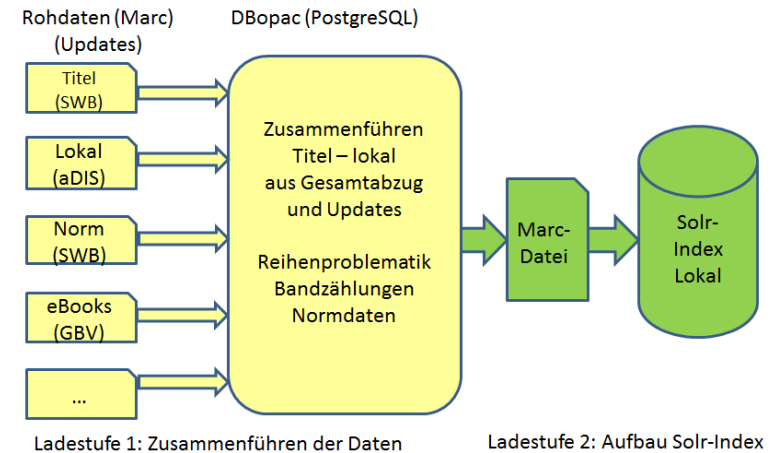 Rohdaten (Marc)
(Updates)
DBopac (PostgreSQL)
Titel
(SWB)
Lokal
(aDIS)
Norm
(SWB)
eBooks
(GBV)
...
Zusammenführen
Titel – lokal
aus Gesamtabzug
und Updates
Reihenproblematik
Bandzählungen
Normdaten
Marc-
Datei
Solr-
Index
Lokal
Ladestufe 1: Zusammenführen der Daten
Ladestufe 2: Aufbau Solr-Index